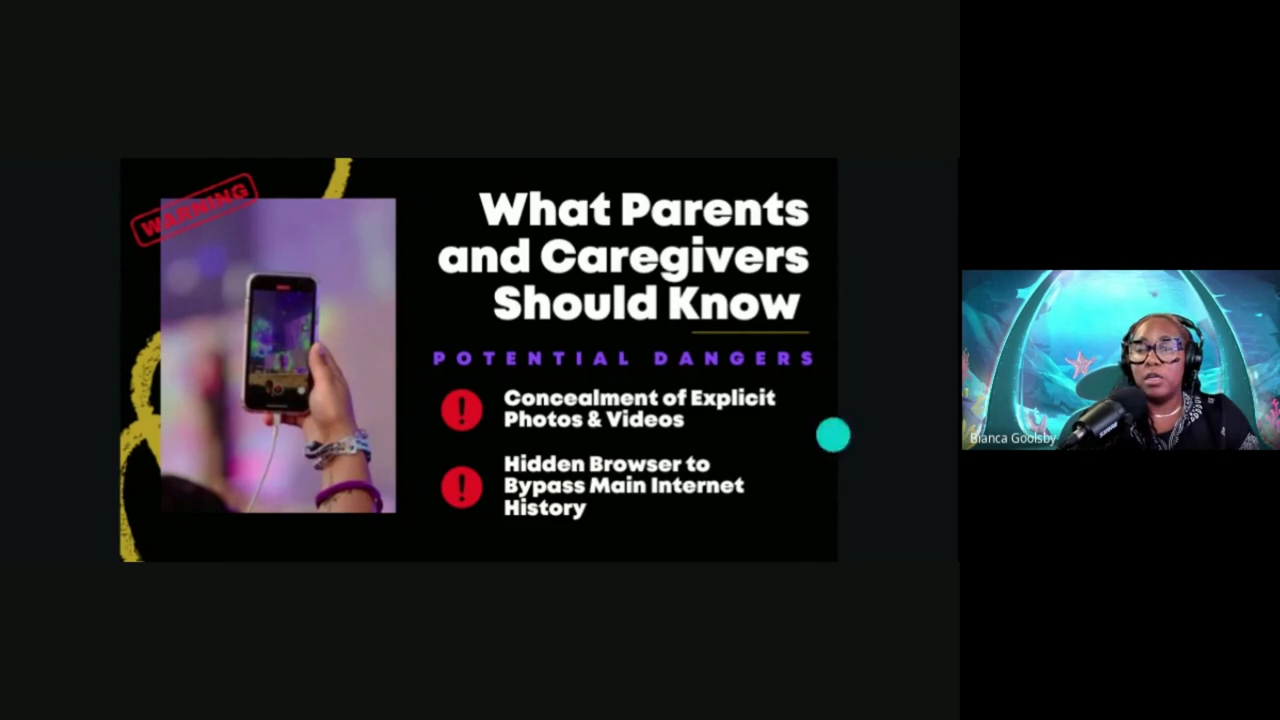 WARNING
What Parents
and Caregivers
Should Know
POTENTIAL DANGERS
Concealment of Explicit
Photos & Videos
Hidden Browser to
Bypass Main Internet
History
Bianca Goolsby